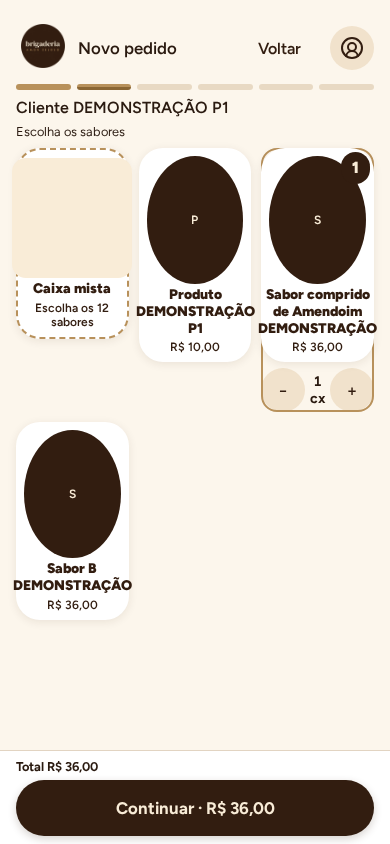 brigaderia
Novo pedido
Voltar
Cliente DEMONSTRAÇÃO P1
Escolha os sabores
Caixa mista
Escolha os 12
sabores
P
Produto
DEMONSTRAÇÃO
P1
R$ 10,00
1
S
Sabor comprido
de Amendoim
DEMONSTRAÇÃO
R$ 36,00
-
1
cx
+
S
Sabor B
DEMONSTRAÇÃO
R$ 36,00
Total R$ 36,00
Continuar · R$ 36,00